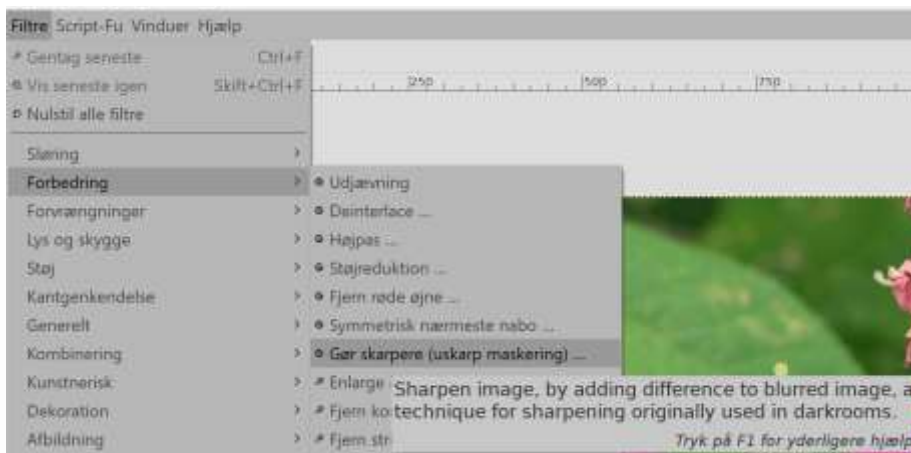 Filtre Script-Fu Vinduer Hjælp
Gentag seneste Ctrl+F
Vis seneste igen Skift+Ctrl+F
Nulstil alle filtre
250 500 750
Sløring
Forbedring
Forvrængninger
Lys og skygge
Støj
Kantgenkendelse
Generelt
Kombinering
Kunstnerisk
Dekoration
Afbildning
Udjævning
Deinterlace ...
Højpas ...
Støjreduktion ...
Fjern røde øjne ...
Symmetrisk nærmeste nabo ...
Gør skarpere (uskarp maskering) ...
Enlarge
Fjern ko
Fjern str
Sharpen image, by adding difference to blurred image, a
technique for sharpening originally used in darkrooms.
Tryk på F1 for yderligere hjælp